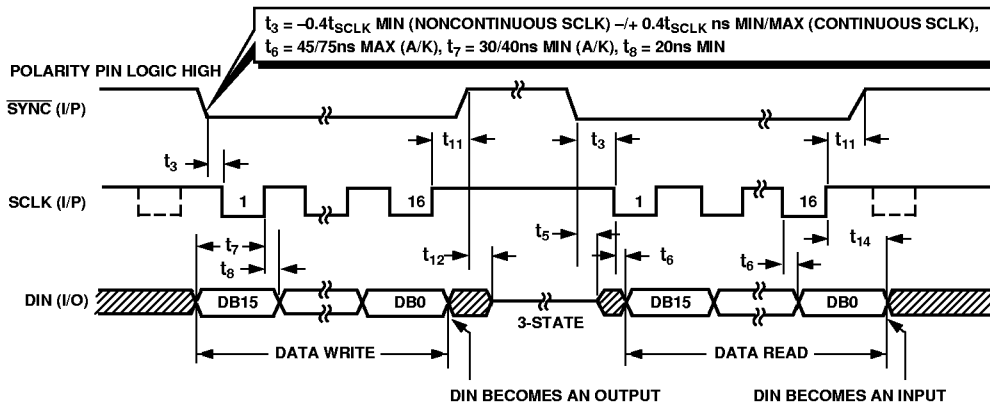 t3 = –0.4tSCLK MIN (NONCONTINUOUS SCLK) –/+ 0.4tSCLK ns MIN/MAX (CONTINUOUS SCLK),
t6 = 45/75ns MAX (A/K), t7 = 30/40ns MIN (A/K), t8 = 20ns MIN
POLARITY PIN LOGIC HIGH
SYNC (I/P)
t3
t11
t3
t11
SCLK (I/P)
1
16
1
16
t7
t8
t12
t5
t6
t6
t14
DIN (I/O)
DB15
DB0
3-STATE
DB15
DB0
DATA WRITE
DATA READ
DIN BECOMES AN OUTPUT
DIN BECOMES AN INPUT